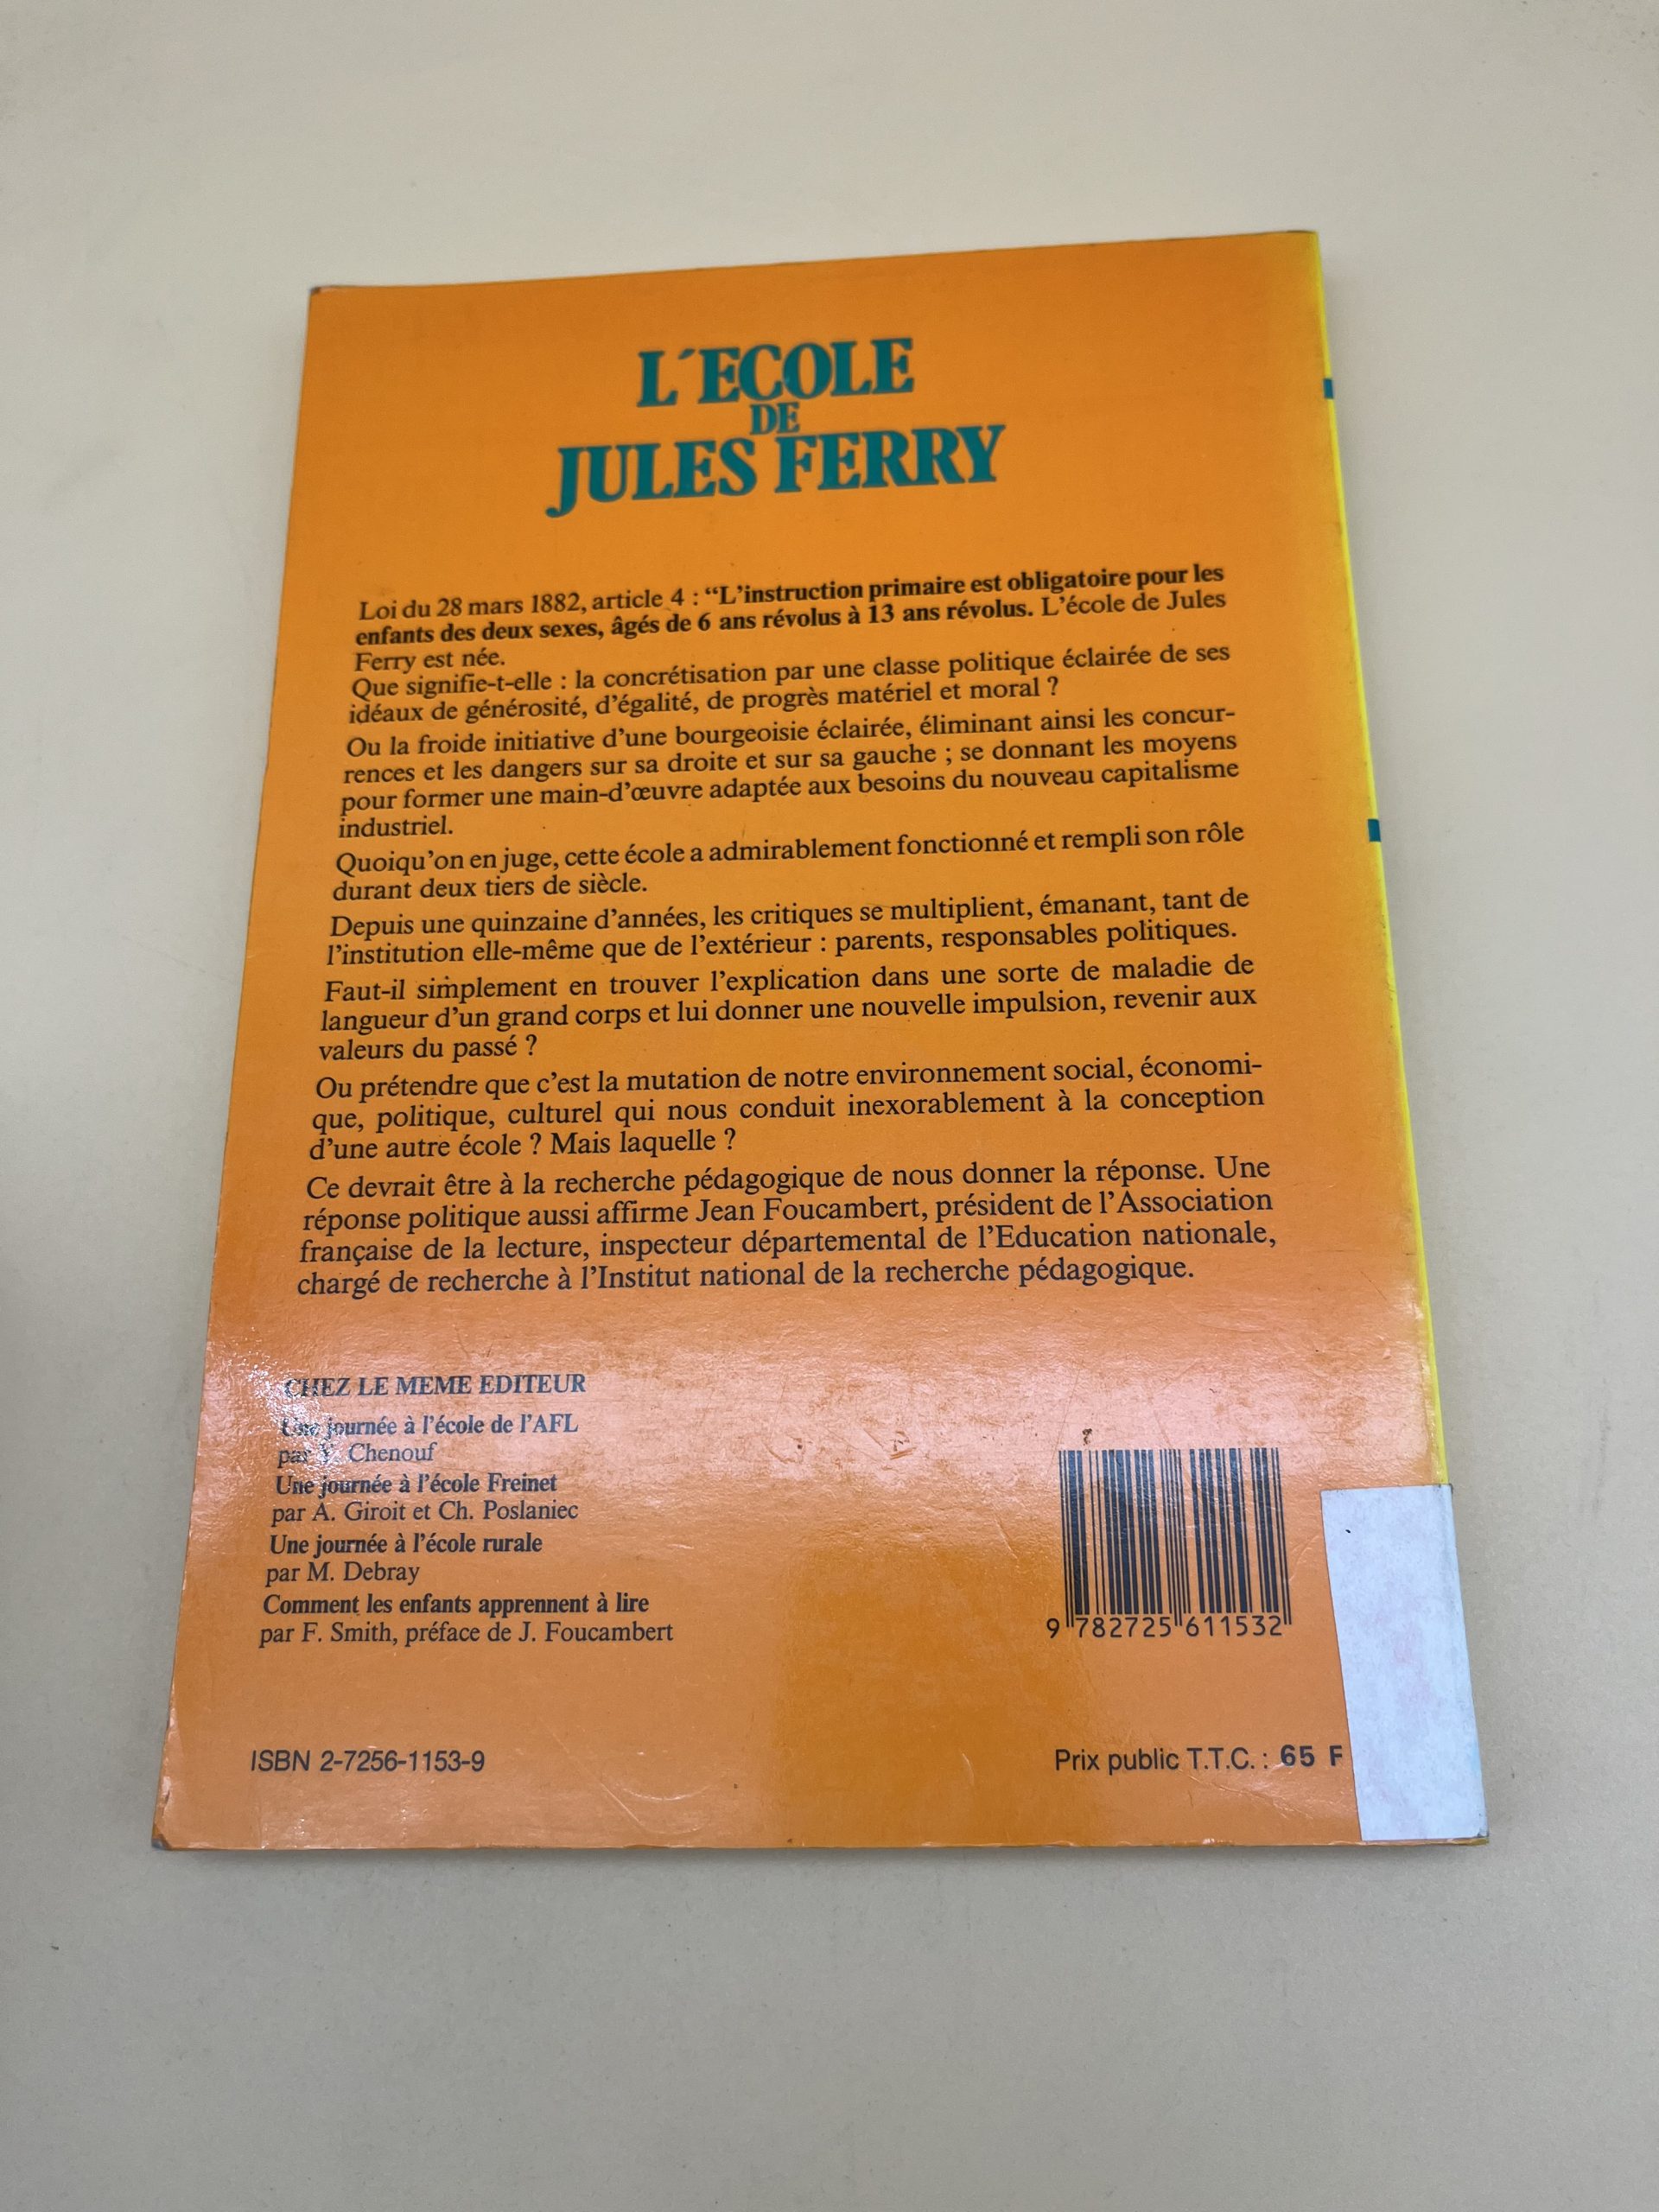 L'ECOLE
DE
JULES FERRY
Loi du 28 mars 1882, article 4 : “L'instruction primaire est obligatoire pour les
enfants des deux sexes, âgés de 6 ans révolus à 13 ans révolus. L'école de Jules
Ferry est née.
Que signifie-t-elle : la concrétisation par une classe politique éclairée de ses
idéaux de générosité, d'égalité, de progrès matériel et moral ?
Ou la froide initiative d'une bourgeoisie éclairée, éliminant ainsi les concur-
rences et les dangers sur sa droite et sur sa gauche ; se donnant les moyens
pour former une main-d'œuvre adaptée aux besoins du nouveau capitalisme
industriel.
Quoiqu'on en juge, cette école a admirablement fonctionné et rempli son rôle
durant deux tiers de siècle.
Depuis une quinzaine d'années, les critiques se multiplient, émanant, tant de
l'institution elle-même que de l'extérieur : parents, responsables politiques.
Faut-il simplement en trouver l'explication dans une sorte de maladie de
langueur d'un grand corps et lui donner une nouvelle impulsion, revenir aux
valeurs du passé ?
Ou prétendre que c'est la mutation de notre environnement social, économi-
que, politique, culturel qui nous conduit inexorablement à la conception
d'une autre école ? Mais laquelle ?
Ce devrait être à la recherche pédagogique de nous donner la réponse. Une
réponse politique aussi affirme Jean Foucambert, président de l'Association
française de la lecture, inspecteur départemental de l'Education nationale,
chargé de recherche à l'Institut national de la recherche pédagogique.
CHEZ LE MEME EDITEUR
Une journée à l'école de l'AFL
par Y. Chenouf
Une journée à l'école Freinet
par A. Giroit et Ch. Poslaniec
Une journée à l'école rurale
par M. Debray
Comment les enfants apprennent à lire
par F. Smith, préface de J. Foucambert
9 782725 611532
ISBN 2-7256-1153-9
Prix public T.T.C. : 65 F